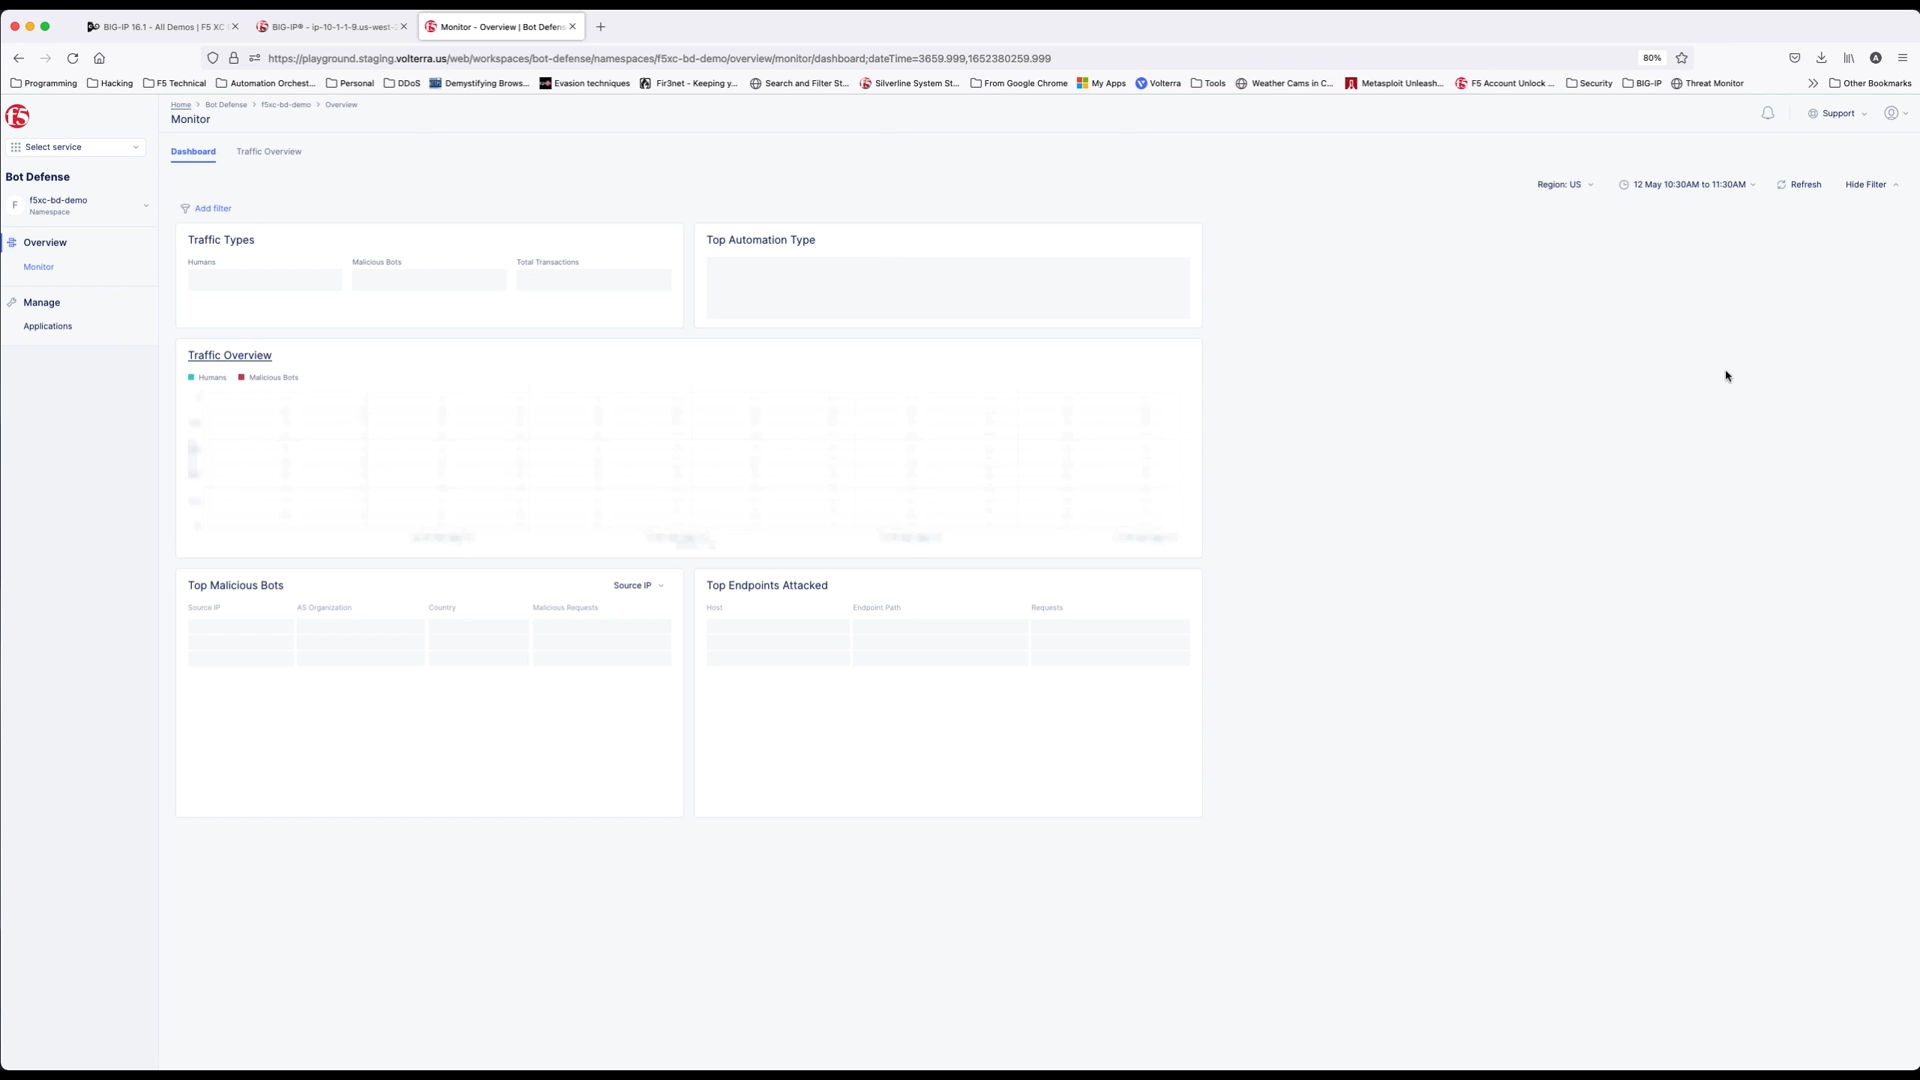 BIG-IP 16.1 - All Demos | F5 XC
BIG-IP® - ip-10-1-1-9.us-west-
Monitor - Overview | Bot Defens
https://playground.staging.volterra.us/web/workspaces/bot-defense/namespaces/f5xc-bd-demo/overview/monitor/dashboard;dateTime=3659.999,1652380259.999
80%
Programming
Hacking
F5 Technical
Automation Orchest...
Personal
DDoS
Demystifying Brows...
Evasion techniques
Fir3net - Keeping y...
Search and Filter St...
Silverline System St...
From Google Chrome
My Apps
Volterra
Tools
Weather Cams in C...
Metasploit Unleash...
F5 Account Unlock ...
Security
BIG-IP
Threat Monitor
Other Bookmarks
f5
Home > Bot Defense > f5xc-bd-demo > Overview
Monitor
Support
Select service
Bot Defense
F
f5xc-bd-demo
Namespace
Overview
Monitor
Manage
Applications
Dashboard
Traffic Overview
Region: US
12 May 10:30AM to 11:30AM
Refresh
Hide Filter
Add filter
Traffic Types
Humans
Malicious Bots
Total Transactions
Top Automation Type
Traffic Overview
Humans
Malicious Bots
Top Malicious Bots
Source IP
Source IP
AS Organization
Country
Malicious Requests
Top Endpoints Attacked
Host
Endpoint Path
Requests